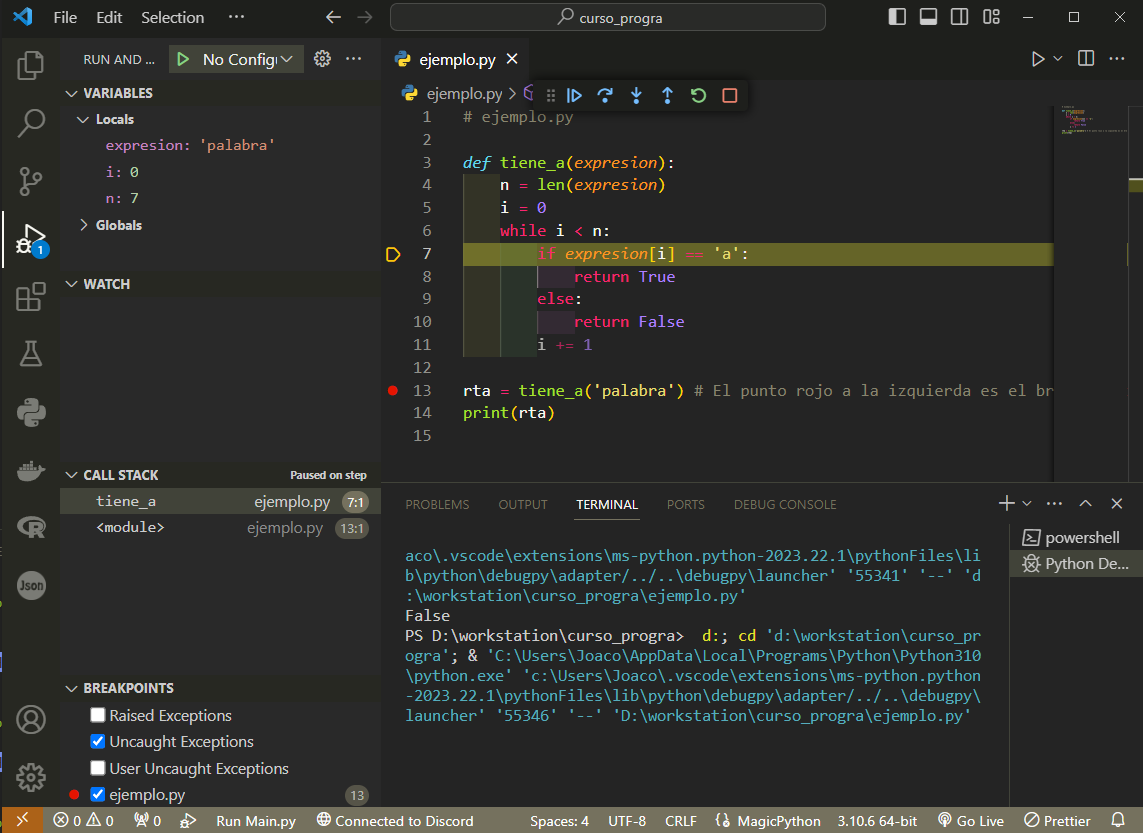 File Edit Selection ··· curso_progra
RUN AND ... No Config
VARIABLES
Locals
expresion: 'palabra'
i: 0
n: 7
Globals
WATCH
CALL STACK Paused on step
tiene_a ejemplo.py 7:1
<module> ejemplo.py 13:1
BREAKPOINTS
Raised Exceptions
Uncaught Exceptions
User Uncaught Exceptions
ejemplo.py 13
1
Json
ejemplo.py
ejemplo.py >
1 # ejemplo.py
2
3 def tiene_a(expresion):
4 n = len(expresion)
5 i = 0
6 while i < n:
7 if expresion[i] == 'a':
8 return True
9 else:
10 return False
11 i += 1
12
13 rta = tiene_a('palabra') # El punto rojo a la izquierda es el br
14 print(rta)
15
PROBLEMS OUTPUT TERMINAL PORTS DEBUG CONSOLE
aco\.vscode\extensions\ms-python.python-2023.22.1\pythonFiles\li
b\python\debugpy\adapter/../..\debugpy\launcher' '55341' '--' 'd
:\workstation\curso_progra\ejemplo.py'
False
PS D:\workstation\curso_progra> d:; cd 'd:\workstation\curso_pr
ogra'; & 'C:\Users\Joaco\AppData\Local\Programs\Python\Python310
\python.exe' 'c:\Users\Joaco\.vscode\extensions\ms-python.python
-2023.22.1\pythonFiles\lib\python\debugpy\adapter/../..\debugpy\
launcher' '55346' '--' 'D:\workstation\curso_progra\ejemplo.py'
powershell
Python De...
0 0 0 Run Main.py Connected to Discord Spaces: 4 UTF-8 CRLF MagicPython 3.10.6 64-bit Go Live Prettier